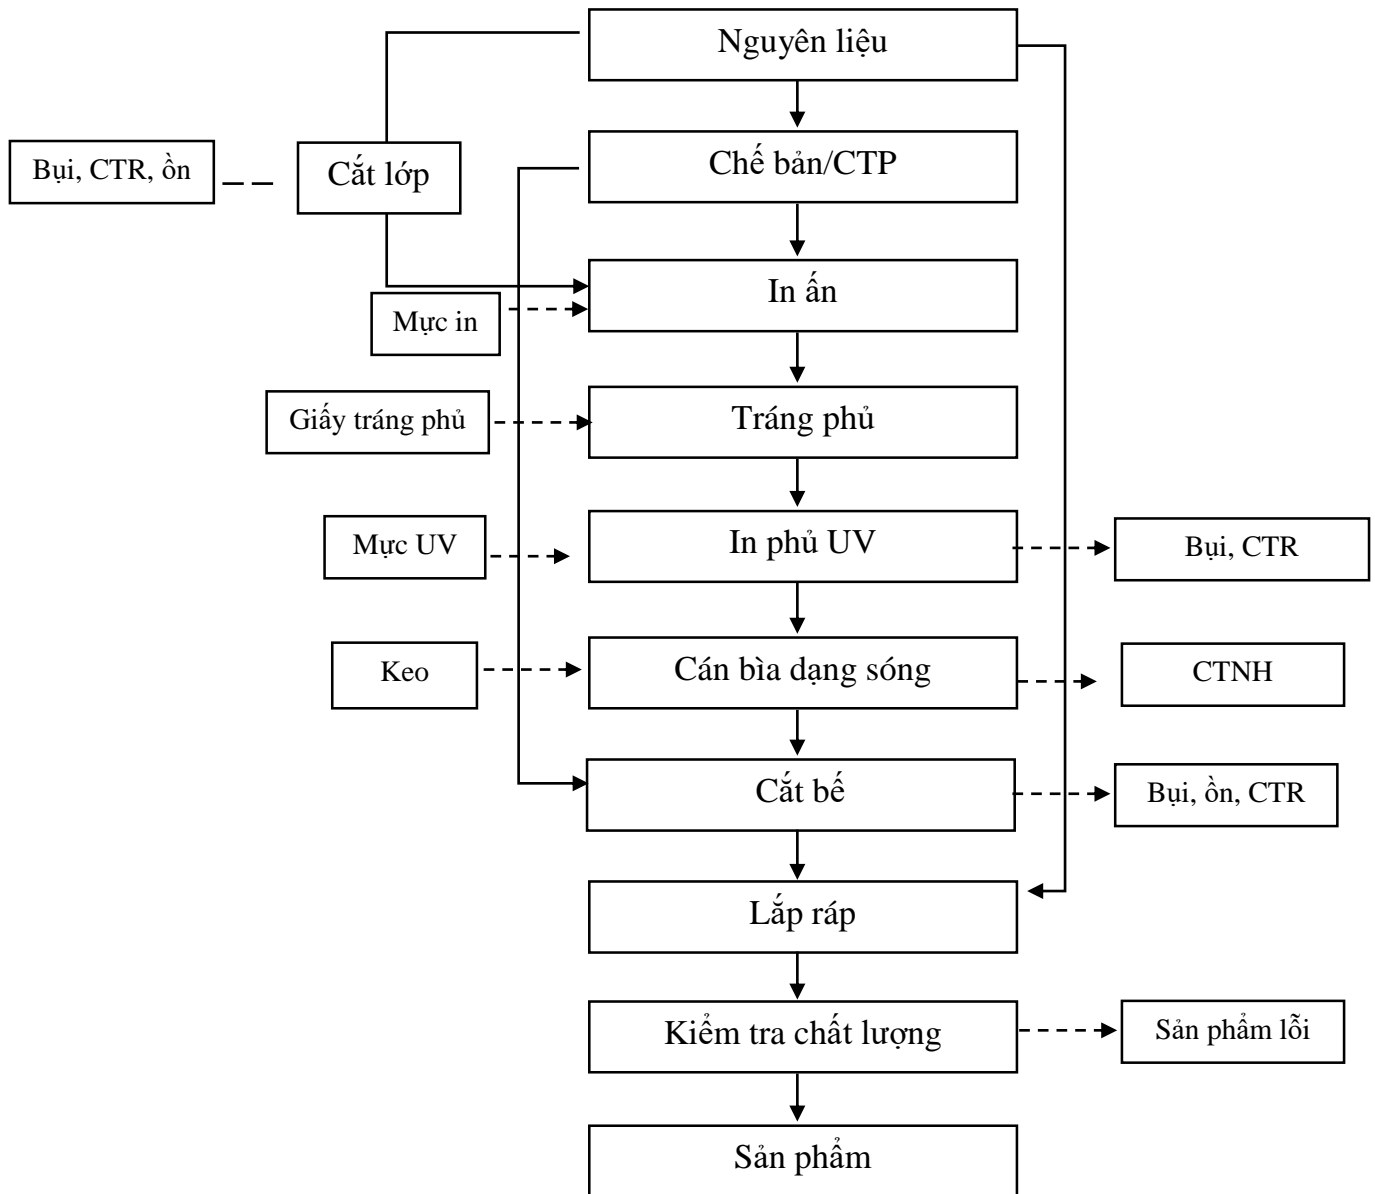 Nguyên liệu
Chế bản/CTP
Bụi, CTR, ồn
Cắt lớp
In ấn
Mực in
Giấy tráng phủ
Tráng phủ
Mực UV
In phủ UV
Bụi, CTR
Keo
Cán bìa dạng sóng
CTNH
Cắt bế
Bụi, ồn, CTR
Lắp ráp
Kiểm tra chất lượng
Sản phẩm lỗi
Sản phẩm